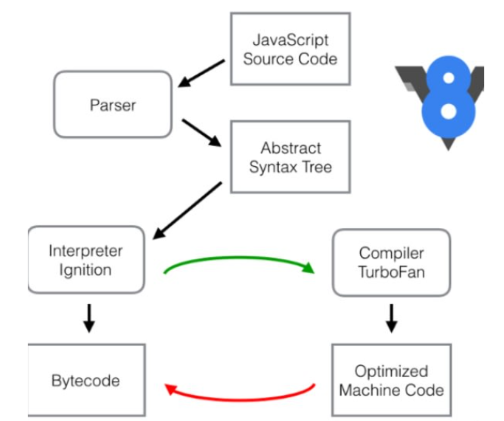 JavaScript
Source Code
Parser
Abstract
Syntax Tree
Interpreter
Ignition
Compiler
TurboFan
Bytecode
Optimized
Machine Code